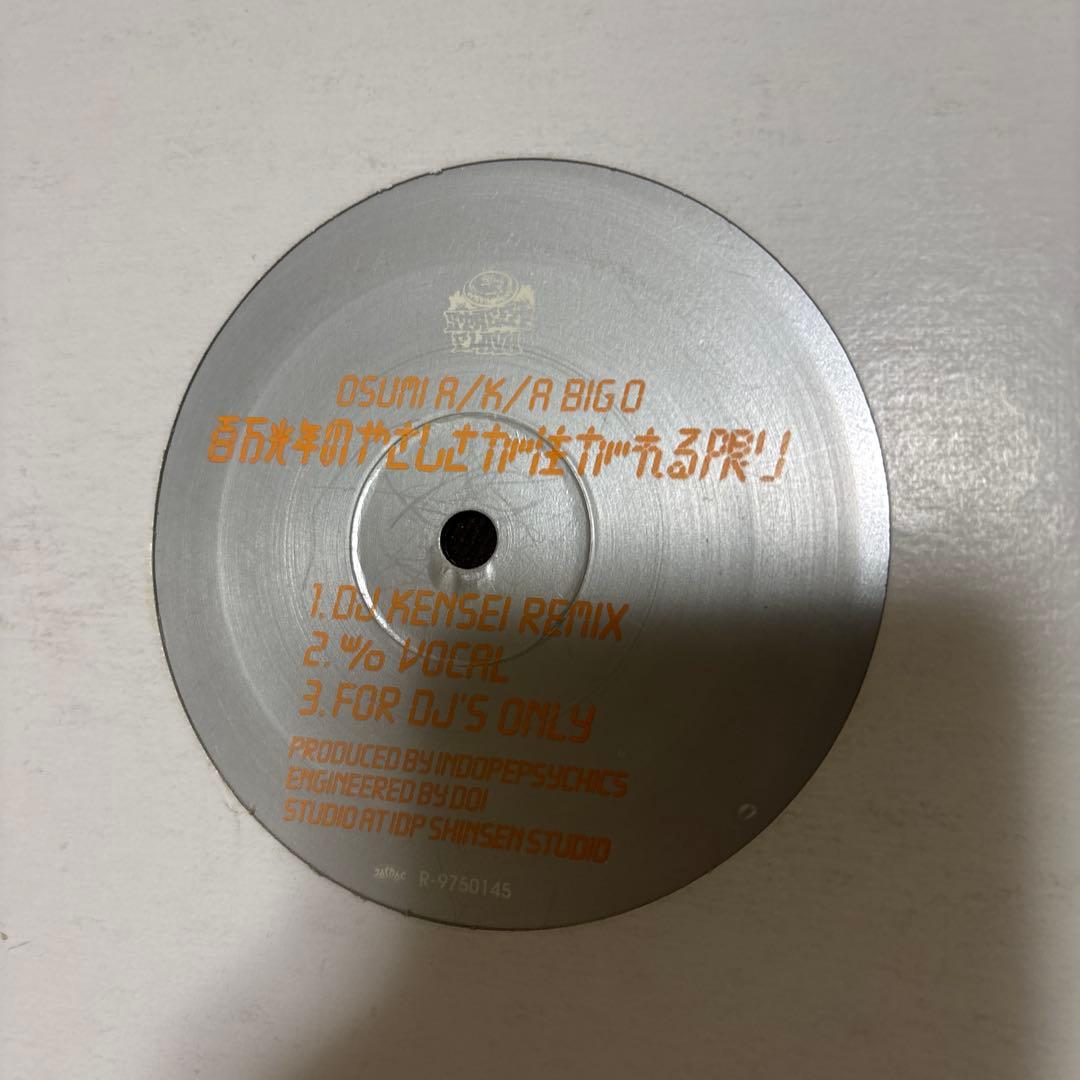 OSUMI A/K/A BIG O
百万光年のやさしさが注がれる限り
1. DJ KENSEI REMIX
2. w/o VOCAL
3. FOR DJ'S ONLY
PRODUCED BY INDOPEPSYCHICS
ENGINEERED BY DOI
STUDIO AT IDP SHINSEN STUDIO
JASRAC R-9750145